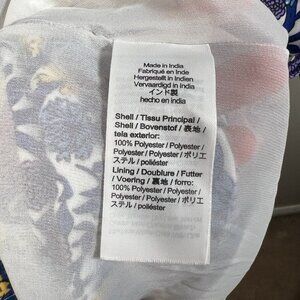 Made in India
Fabriqué en Inde
Hergestellt in Indien
Vervaardigd in India
インド製
hecho en india
Shell / Tissu Principal /
Shell / Bovenstof / 表地 /
tela exterior:
100% Polyester / Polyester
/ Polyester / Polyester / ポリエ
ステル / poliéster
Lining / Doublure / Futter
/ Voering / 裏地 / forro:
100% Polyester / Polyester
/ Polyester / Polyester / ポリエ
ステル / poliéster